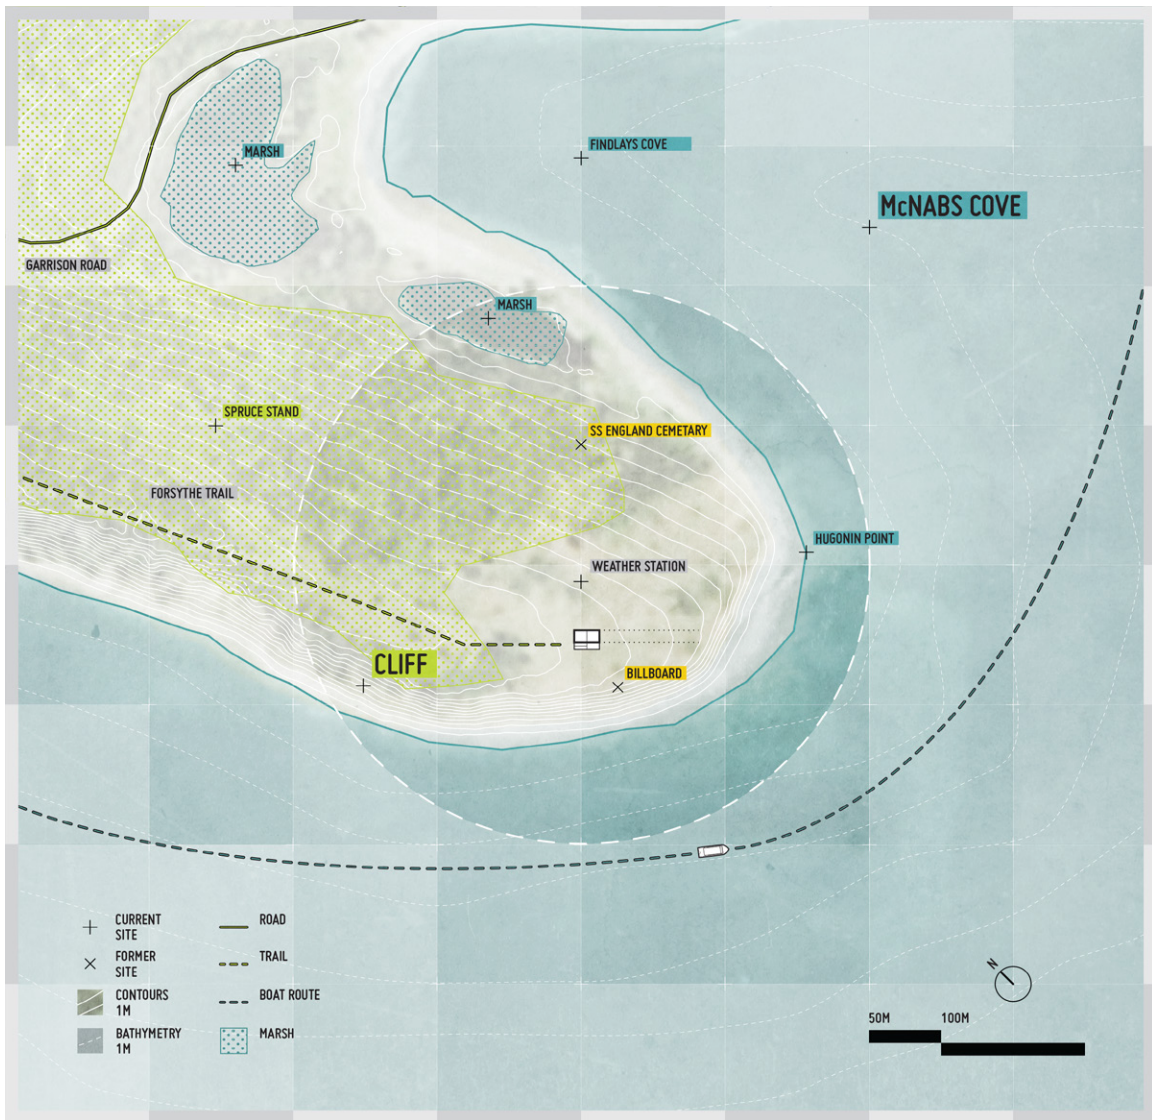 MARSH
FINDLAYS COVE
McNABS COVE
GARRISON ROAD
MARSH
SPRUCE STAND
SS ENGLAND CEMETARY
FORSYTHE TRAIL
HUGONIN POINT
WEATHER STATION
CLIFF
BILLBOARD
CURRENT
SITE
ROAD
FORMER
SITE
TRAIL
CONTOURS
1M
BOAT ROUTE
BATHYMETRY
1M
MARSH
N
50M
100M